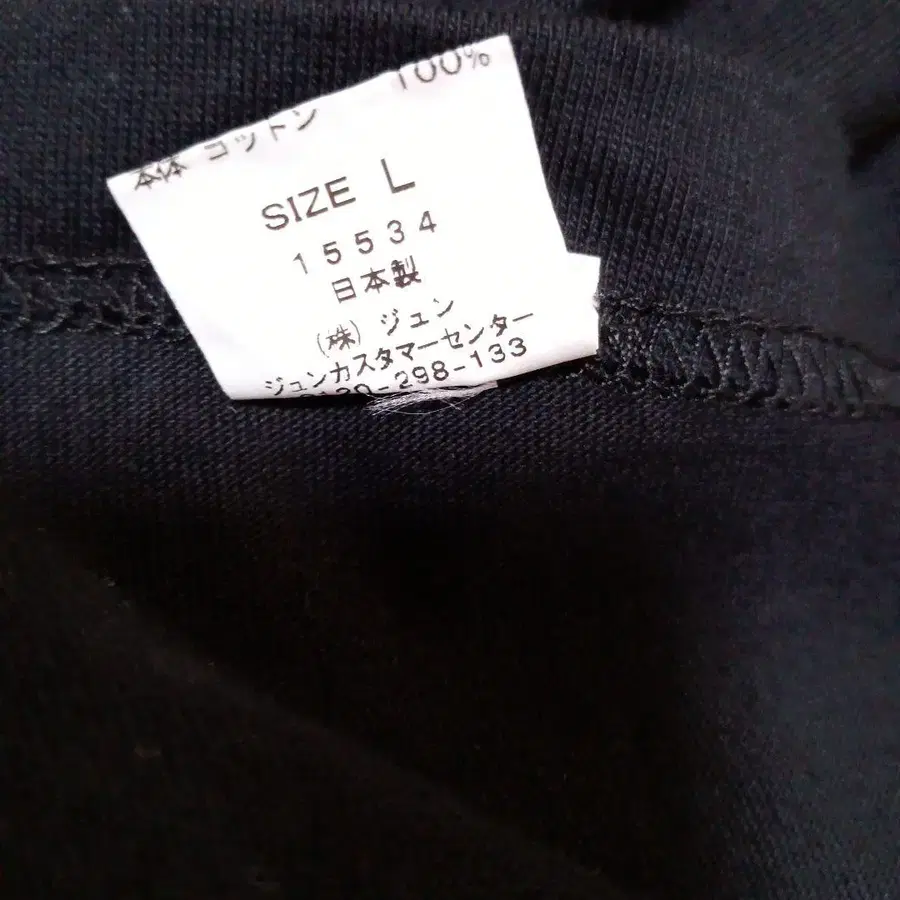 本体 コットン 100%
SIZE L
15534
日本製
(株) ジュン
ジュンカスタマーセンター
0120-298-133